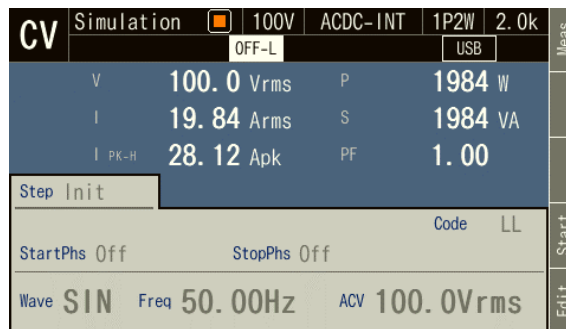 CV Simulation 100V ACDC-INT 1P2W 2.0k
OFF-L USB
Meas
V 100.0 Vrms P 1984 W
I 19.84 Arms S 1984 VA
I PK-H 28.12 Apk PF 1.00
Step Init
Code LL
StartPhs Off StopPhs Off
Start
Wave SIN Freq 50.00Hz ACV 100.0Vrms
Edit